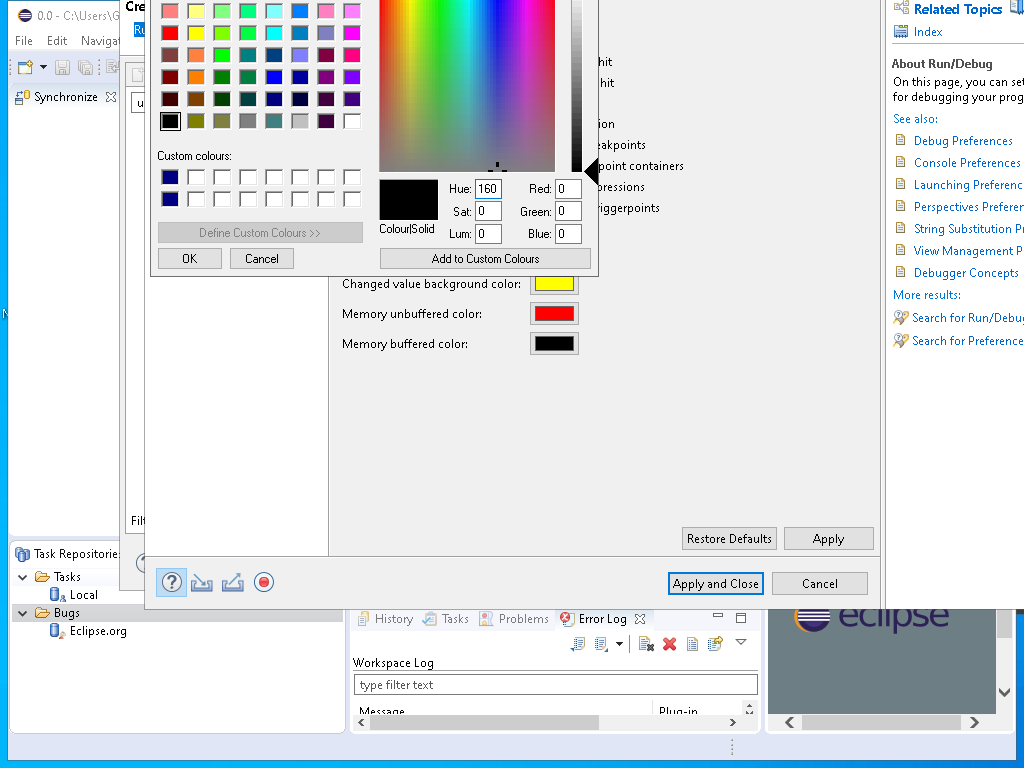 0.0 - C:\Users\G
File Edit Navigat
Synchronize
Cre
Custom colours:
Define Custom Colours >>
OK
Cancel
Colour|Solid
Hue: 160
Sat: 0
Lum: 0
Red: 0
Green: 0
Blue: 0
Add to Custom Colours
hit
hit
ion
eakpoints
point containers
pressions
riggerpoints
Changed value background color:
Memory unbuffered color:
Memory buffered color:
Restore Defaults
Apply
Apply and Close
Cancel
Related Topics
Index
About Run/Debug
On this page, you can set
for debugging your prog
See also:
Debug Preferences
Console Preferences
Launching Preferenc
Perspectives Preferen
String Substitution Pr
View Management P
Debugger Concepts
More results:
Search for Run/Debu
Search for Preference
Filt
Task Repositorie
Tasks
Local
Bugs
Eclipse.org
History
Tasks
Problems
Error Log
Workspace Log
type filter text
Message
Plug-in
eclipse